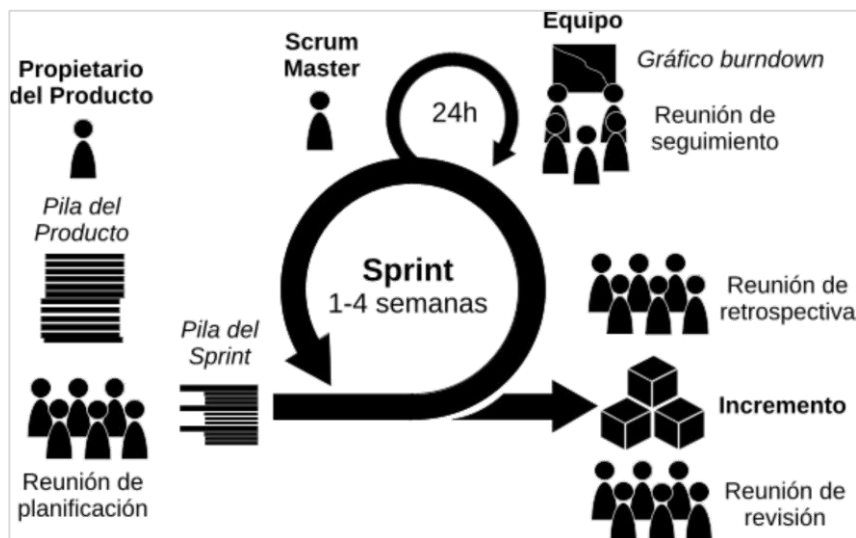 Propietario
del Producto
Pila del
Producto
Reunión de
planificación
Pila del
Sprint
Scrum
Master
24h
Sprint
1-4 semanas
Equipo
Gráfico burndown
Reunión de
seguimiento
Reunión de
retrospectiva
Incremento
Reunión de
revisión